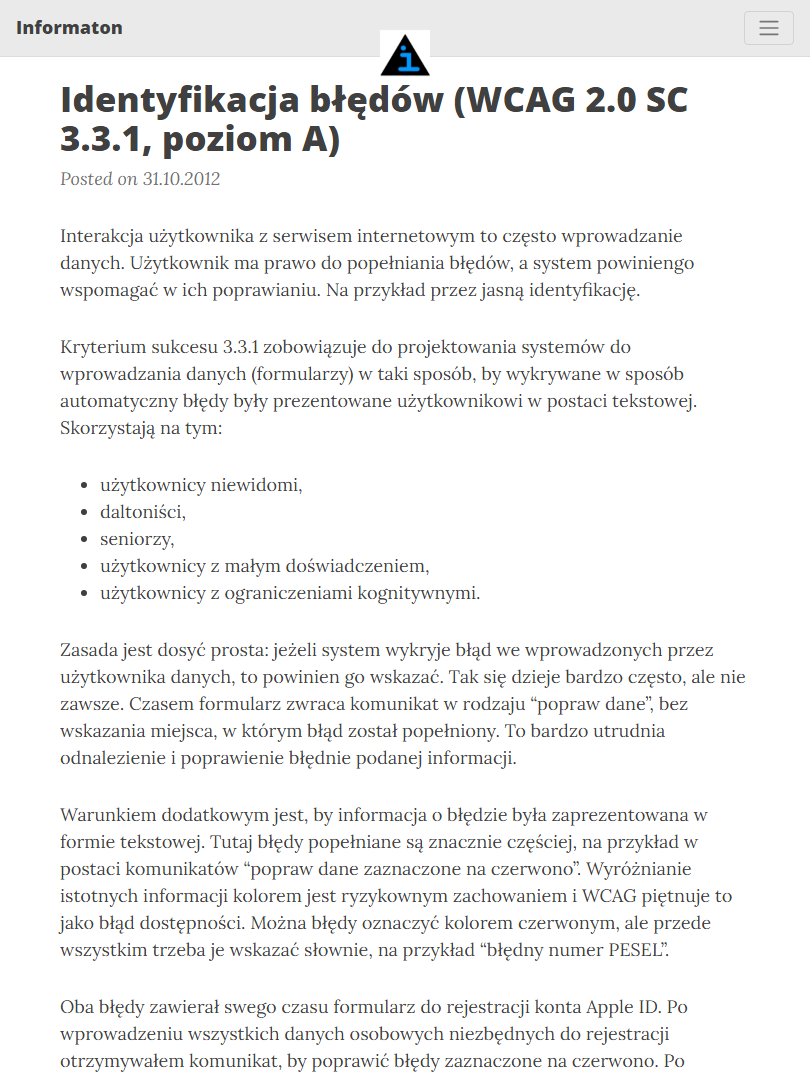 Informaton
Identyfikacja błędów (WCAG 2.0 SC
3.3.1, poziom A)
Posted on 31.10.2012
Interakcja użytkownika z serwisem internetowym to często wprowadzanie
danych. Użytkownik ma prawo do popełniania błędów, a system powiniengo
wspomagać w ich poprawianiu. Na przykład przez jasną identyfikację.
Kryterium sukcesu 3.3.1 zobowiązuje do projektowania systemów do
wprowadzania danych (formularzy) w taki sposób, by wykrywane w sposób
automatyczny błędy były prezentowane użytkownikowi w postaci tekstowej.
Skorzystają na tym:
• użytkownicy niewidomi,
• daltoniści,
• seniorzy,
• użytkownicy z małym doświadczeniem,
• użytkownicy z ograniczeniami kognitywnymi.
Zasada jest dosyć prosta: jeżeli system wykryje błąd we wprowadzonych przez
użytkownika danych, to powinien go wskazać. Tak się dzieje bardzo często, ale nie
zawsze. Czasem formularz zwraca komunikat w rodzaju “popraw dane”, bez
wskazania miejsca, w którym błąd został popełniony. To bardzo utrudnia
odnalezienie i poprawienie błędnie podanej informacji.
Warunkiem dodatkowym jest, by informacja o błędzie była zaprezentowana w
formie tekstowej. Tutaj błędy popełniane są znacznie częściej, na przykład w
postaci komunikatów “popraw dane zaznaczone na czerwono”. Wyróżnianie
istotnych informacji kolorem jest ryzykownym zachowaniem i WCAG piętnuje to
jako błąd dostępności. Można błędy oznaczyć kolorem czerwonym, ale przede
wszystkim trzeba je wskazać słownie, na przykład “błędny numer PESEL”.
Oba błędy zawierał swego czasu formularz do rejestracji konta Apple ID. Po
wprowadzeniu wszystkich danych osobowych niezbędnych do rejestracji
otrzymywałem komunikat, by poprawić błędy zaznaczone na czerwono. Po